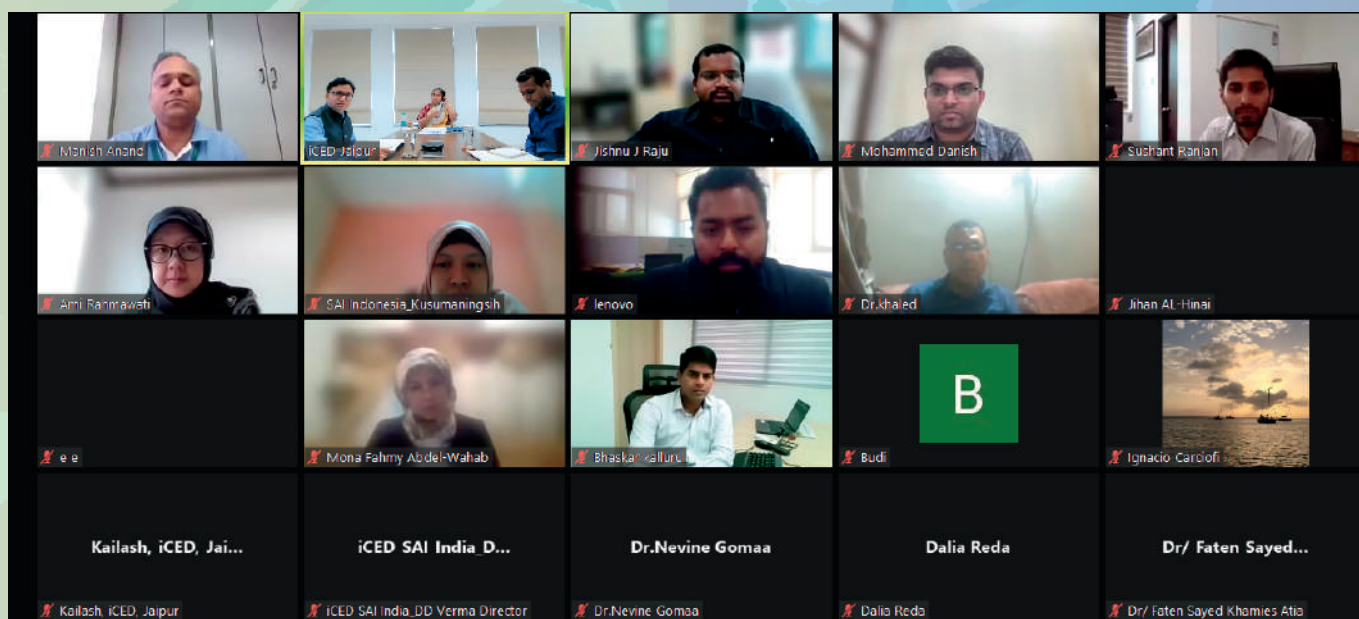 Manish Anand
iCED Jaipur
Jishnu J Raju
Mohammed Danish
Sushant Ranjan
Ami Rahmawati
SAI Indonesia_Kusumaningsih
lenovo
Dr.khaled
Jihan AL-Hinai
e e
Mona Fahmy Abdel-Wahab
Bhaskar kalluru
B
Budi
Ignacio Cardofi
Kailash, iCED, Jai...
iCED SAI India_D...
Dr.Nevine Gomaa
Dalia Reda
Dr/ Faten Sayed...
Kailash, iCED, Jaipur
iCED SAI India_DD Verma Director
Dr.Nevine Gomaa
Dalia Reda
Dr/ Faten Sayed Khamies Atia